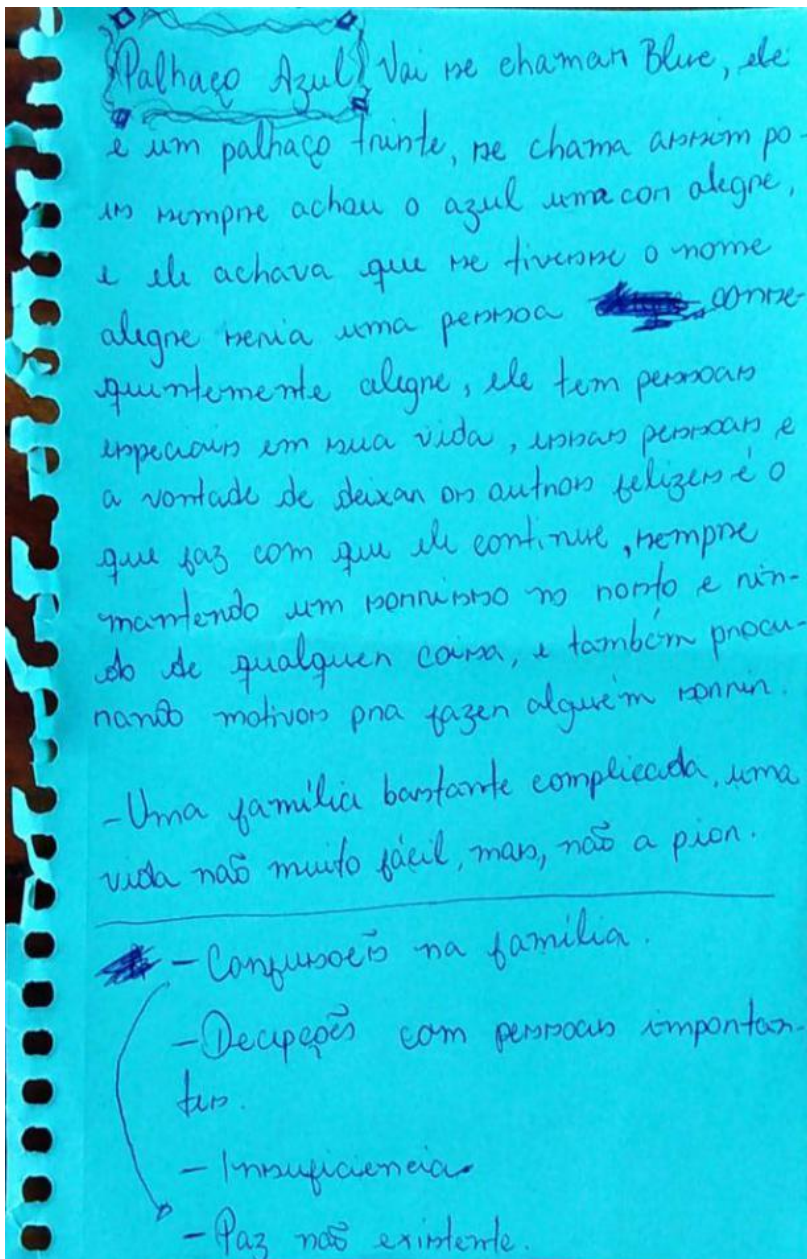 Palhaço Azul Vai se chamar Blue, ele
é um palhaço triste, se chama assim po-
is sempre achou o azul uma cor alegre,
e ele achava que se tivesse o nome
alegre seria uma pessoa conse-
quintemente alegre, ele tem pessoas
especiais em sua vida, essas pessoas e
a vontade de deixar os outros felizes é o
que faz com que ele continue, sempre
mantendo um sorrisso no rosto e rin-
do de qualquer coisa, e também procu-
rando motivos pra fazer alguém sorrir.
-Uma família bastante complicada, uma
vida não muito fácil, mas, não a pior.
- Confusoẽs na família.
- Decepções com pessoas importan-
tes.
- Insuficiencia
- Paz não existente.